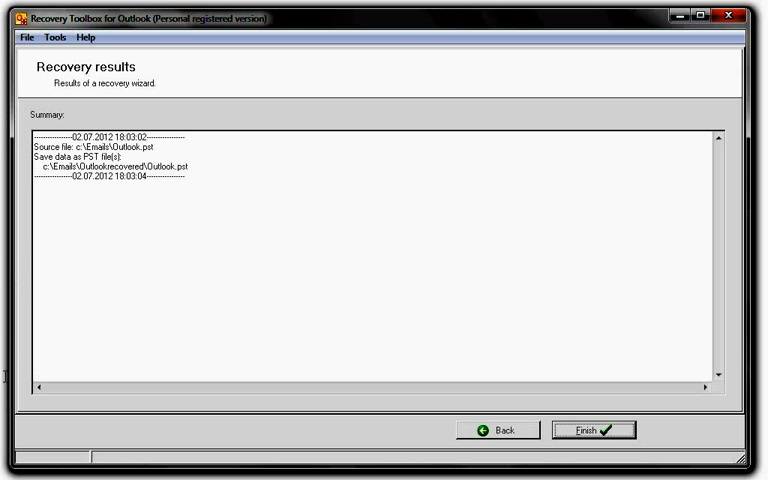 Recovery Toolbox for Outlook (Personal registered version)
File Tools Help
Recovery results
Results of a recovery wizard.
Summary:
----------------02.07.2012 18:03:02----------------
Source file: c:\Emails\Outlook.pst
Save data as PST file(s):
c:\Emails\Outlookrecovered\Outlook.pst
----------------02.07.2012 18:03:04----------------
Back Finish